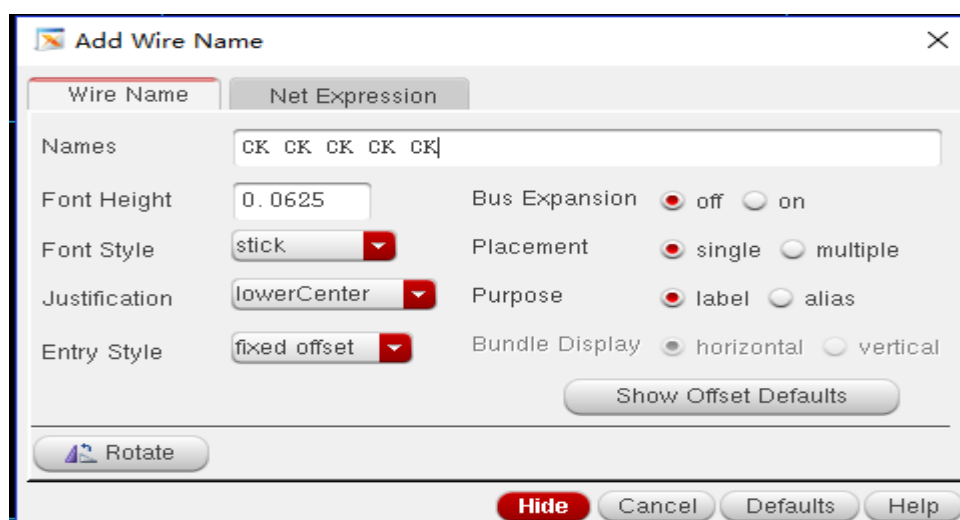 Add Wire Name
Wire Name Net Expression
Names CK CK CK CK CK
Font Height 0.0625 Bus Expansion off on
Font Style stick Placement single multiple
Justification lowerCenter Purpose label alias
Entry Style fixed offset Bundle Display horizontal vertical
Show Offset Defaults
Rotate
Hide Cancel Defaults Help